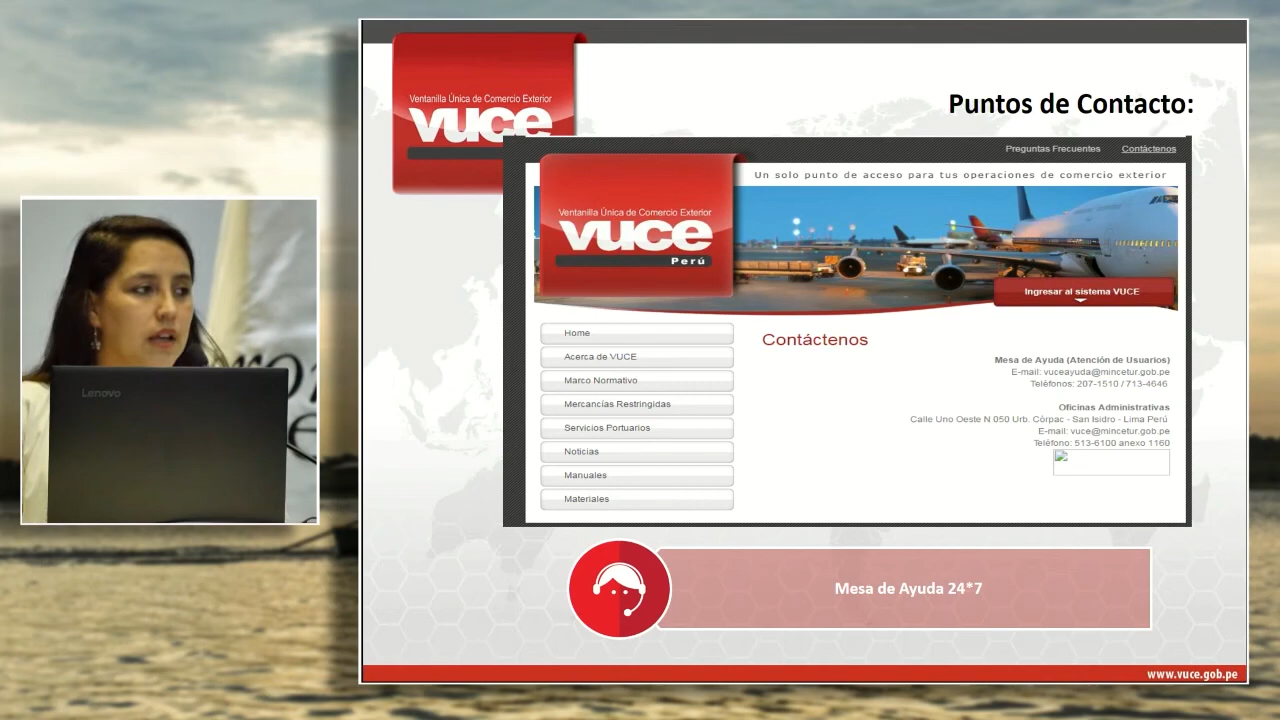 Ventanilla Única de Comercio Exterior
vuce
Puntos de Contacto:
Preguntas Frecuentes Contáctenos
Un solo punto de acceso para tus operaciones de comercio exterior
Ventanilla Única de Comercio Exterior
vuce
Perú
Ingresar al sistema VUCE
Home
Acerca de VUCE
Marco Normativo
Mercancías Restringidas
Servicios Portuarios
Noticias
Manuales
Materiales
Contáctenos
Mesa de Ayuda (Atención de Usuarios)
E-mail: vuceayuda@mincetur.gob.pe
Teléfonos: 207-1510 / 713-4646
Oficinas Administrativas
Calle Uno Oeste N 050 Urb. Córpac - San Isidro - Lima Perú
E-mail: vuce@mincetur.gob.pe
Teléfono: 513-6100 anexo 1160
Mesa de Ayuda 24*7
www.vuce.gob.pe
Lenovo